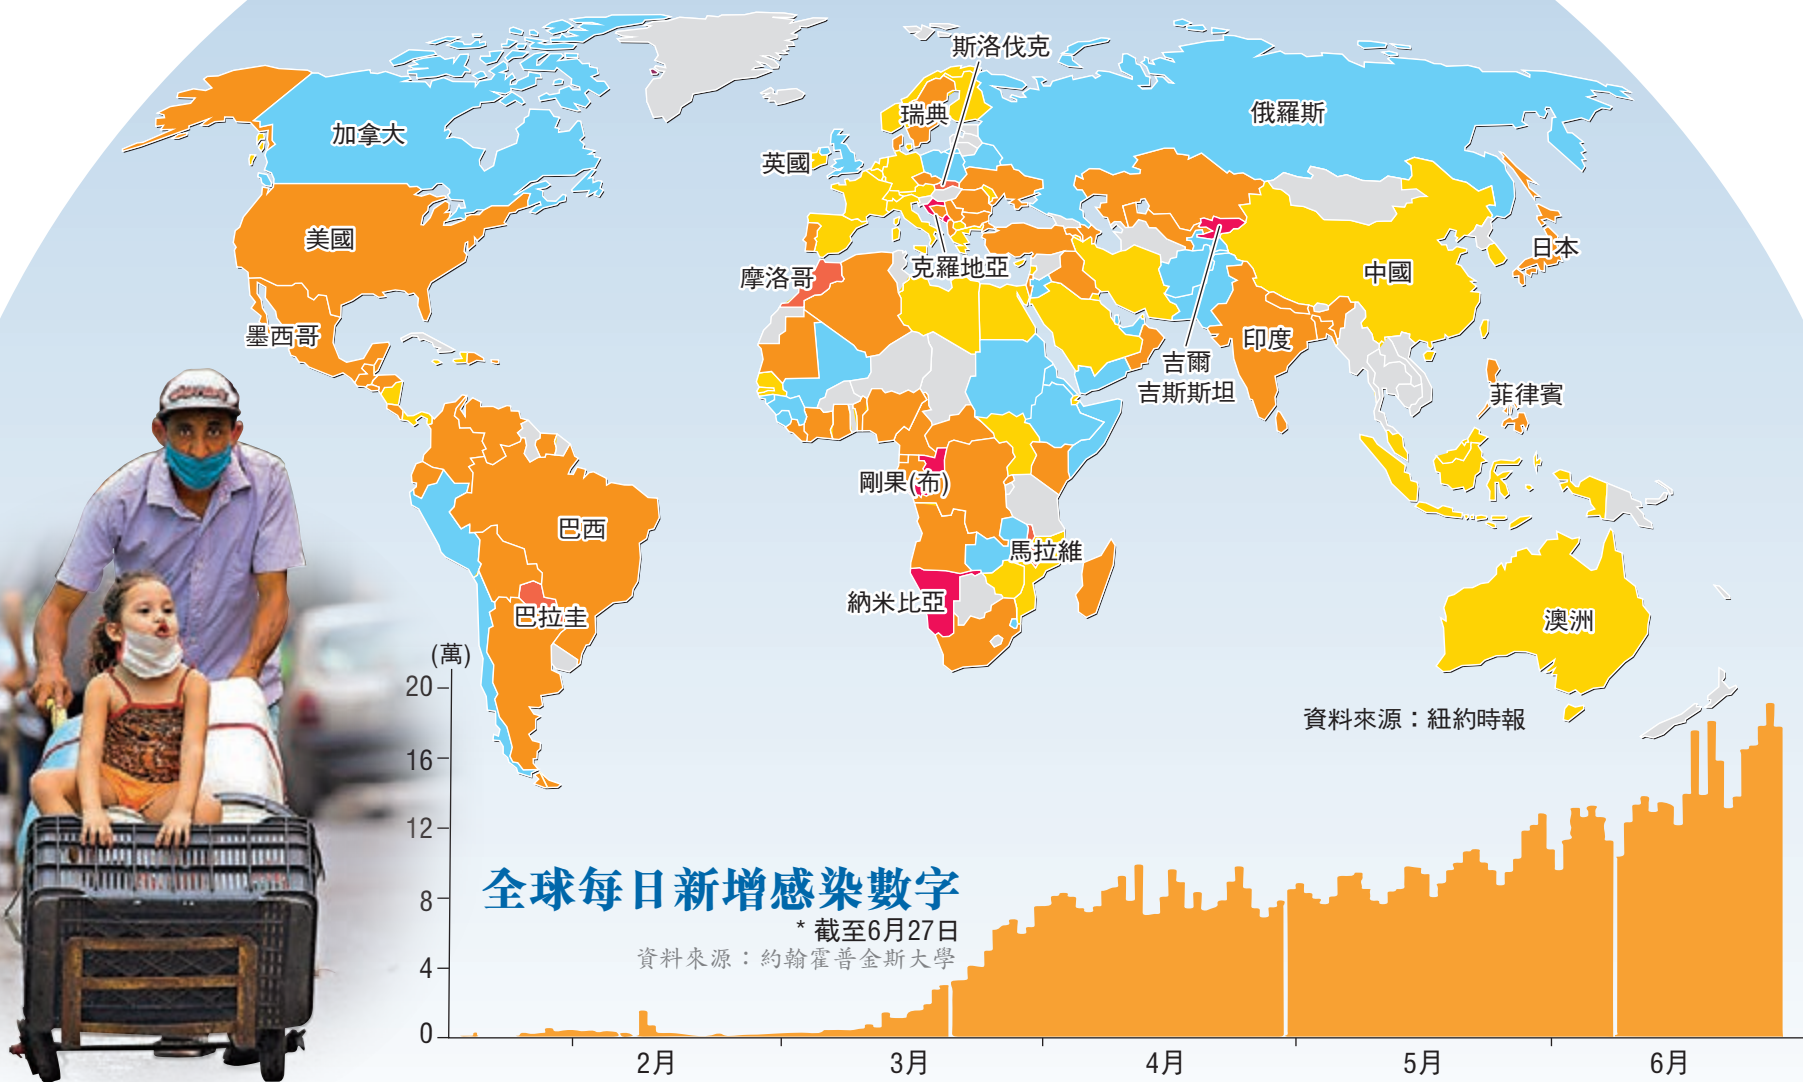 斯洛伐克
瑞典
俄羅斯
加拿大
英國
美國
日本
克羅地亞
中國
摩洛哥
墨西哥
印度
吉爾
吉斯斯坦
菲律賓
剛果(布)
巴西
馬拉維
納米比亞
巴拉圭
澳洲
(萬)
20
資料來源：紐約時報
16
12
全球每日新增感染數字
8
* 截至6月27日
資料來源：約翰霍普金斯大學
4
0
2月
3月
4月
5月
6月